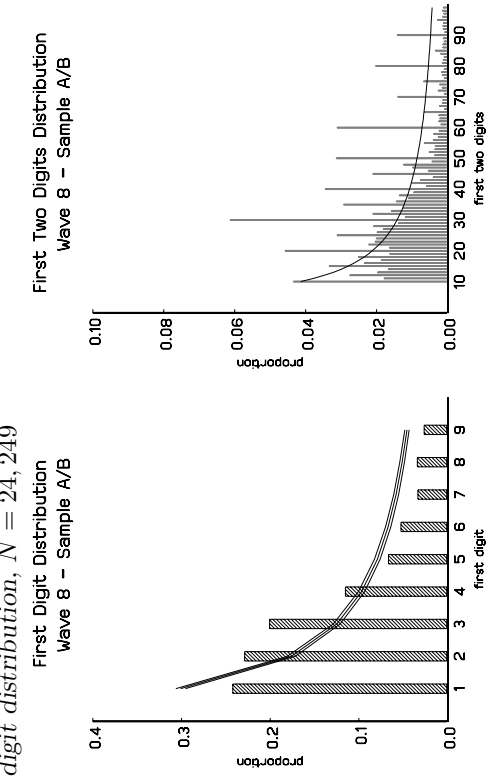 digit distribution, N = 24, 249
First Digit Distribution
Wave 8 – Sample A/B
proportion
0.4
0.3
0.2
0.1
0.0
1 2 3 4 5 6 7 8 9
first digit
First Two Digits Distribution
Wave 8 – Sample A/B
proportion
0.10
0.08
0.06
0.04
0.02
0.00
10 20 30 40 50 60 70 80 90
first two digits